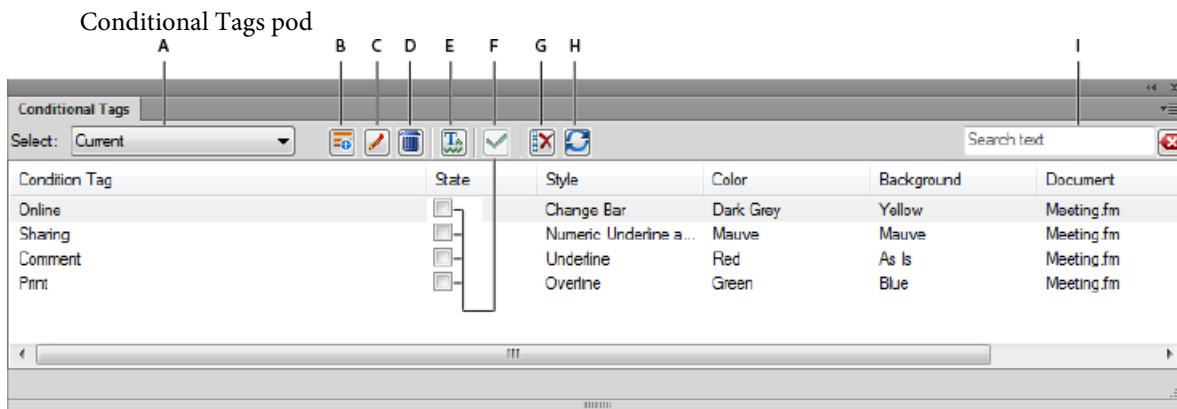 Conditional Tags pod
A B C D E F G H I
Conditional Tags
Select: Current Search text
Condition Tag State Style Color Background Document
Online Change Bar Dark Grey Yellow Meeting.fm
Sharing Numeric Underline a... Mauve Mauve Meeting.fm
Comment Underline Red As Is Meeting.fm
Print Overline Green Blue Meeting.fm